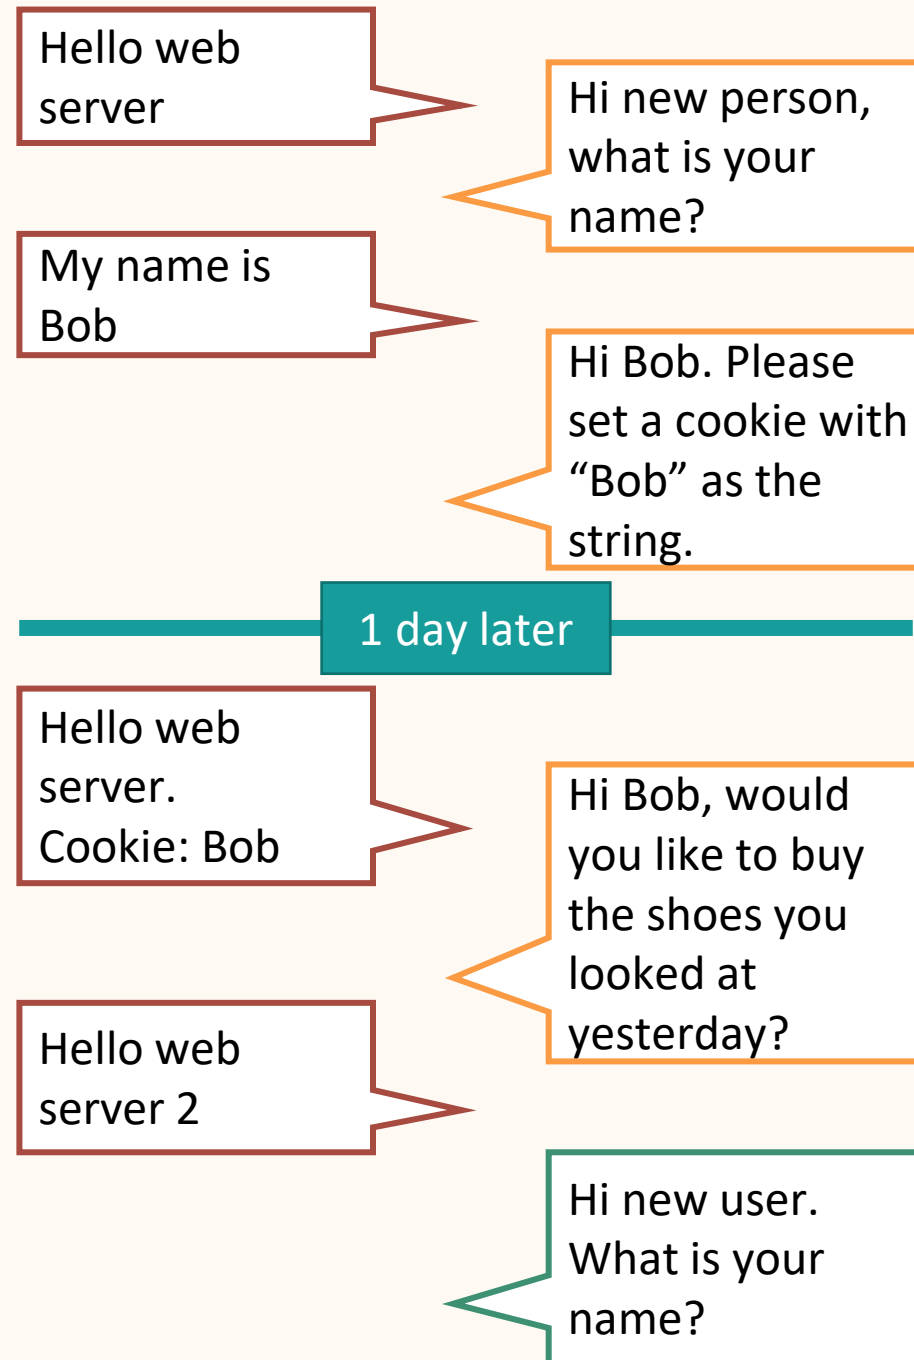 Hello web
server
Hi new person,
what is your
name?
My name is
Bob
Hi Bob. Please
set a cookie with
“Bob” as the
string.
1 day later
Hello web
server.
Cookie: Bob
Hi Bob, would
you like to buy
the shoes you
looked at
yesterday?
Hello web
server 2
Hi new user.
What is your
name?